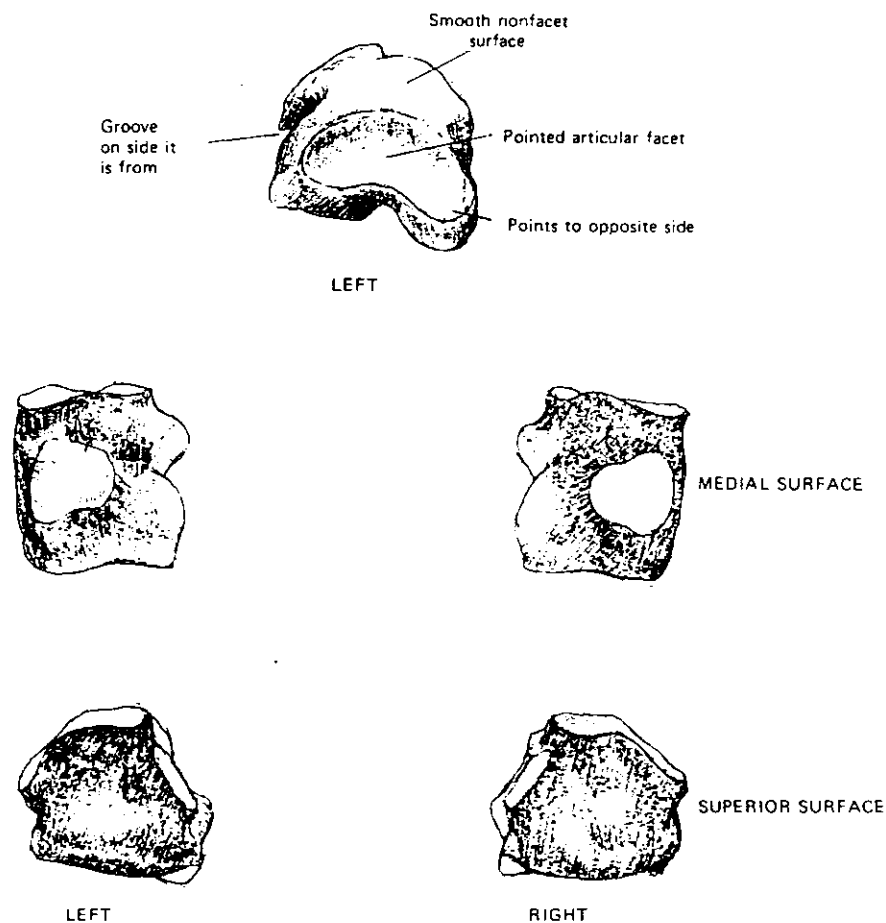 Smooth nonfacet
surface
Groove
on side it
is from
Pointed articular facet
Points to opposite side
LEFT
MEDIAL SURFACE
SUPERIOR SURFACE
LEFT
RIGHT